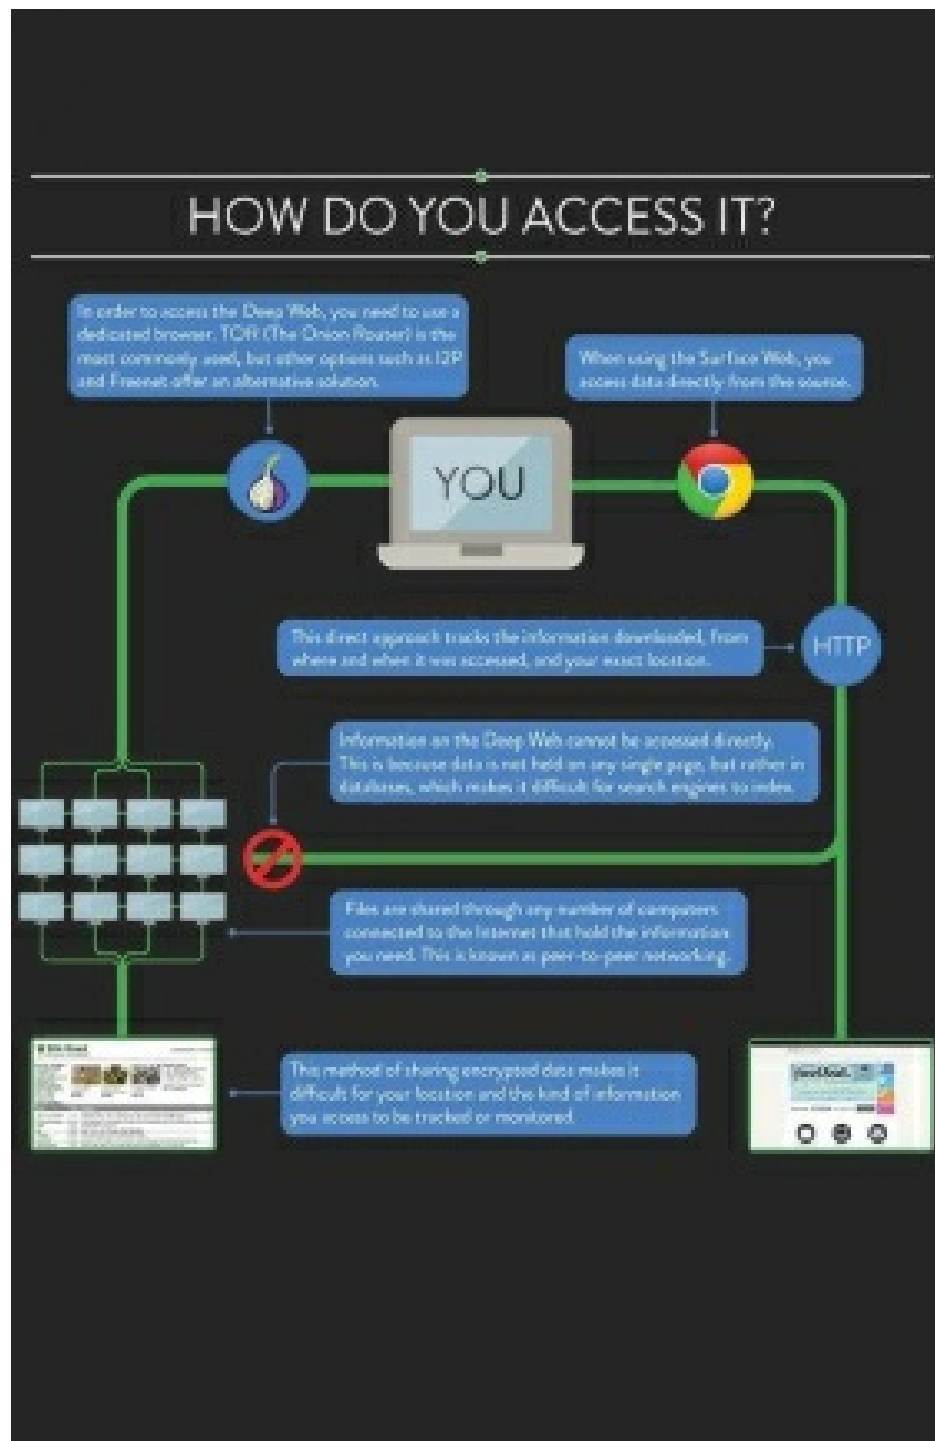 HOW DO YOU ACCESS IT?
In order to access the Deep Web, you need to use a
dedicated browser. TOR (The Onion Router) is the
most commonly used, but other options such as I2P
and Freenet offer an alternative solution.
When using the Surface Web, you
access data directly from the source.
YOU
This direct approach tracks the information downloaded, from
where and when it was accessed, and your exact location.
HTTP
Information on the Deep Web cannot be accessed directly.
This is because data is not held on any single page, but rather in
databases, which makes it difficult for search engines to index.
Files are shared through any number of computers
connected to the Internet that hold the information
you need. This is known as peer-to-peer networking.
This method of sharing encrypted data makes it
difficult for your location and the kind of information
you access to be tracked or monitored.